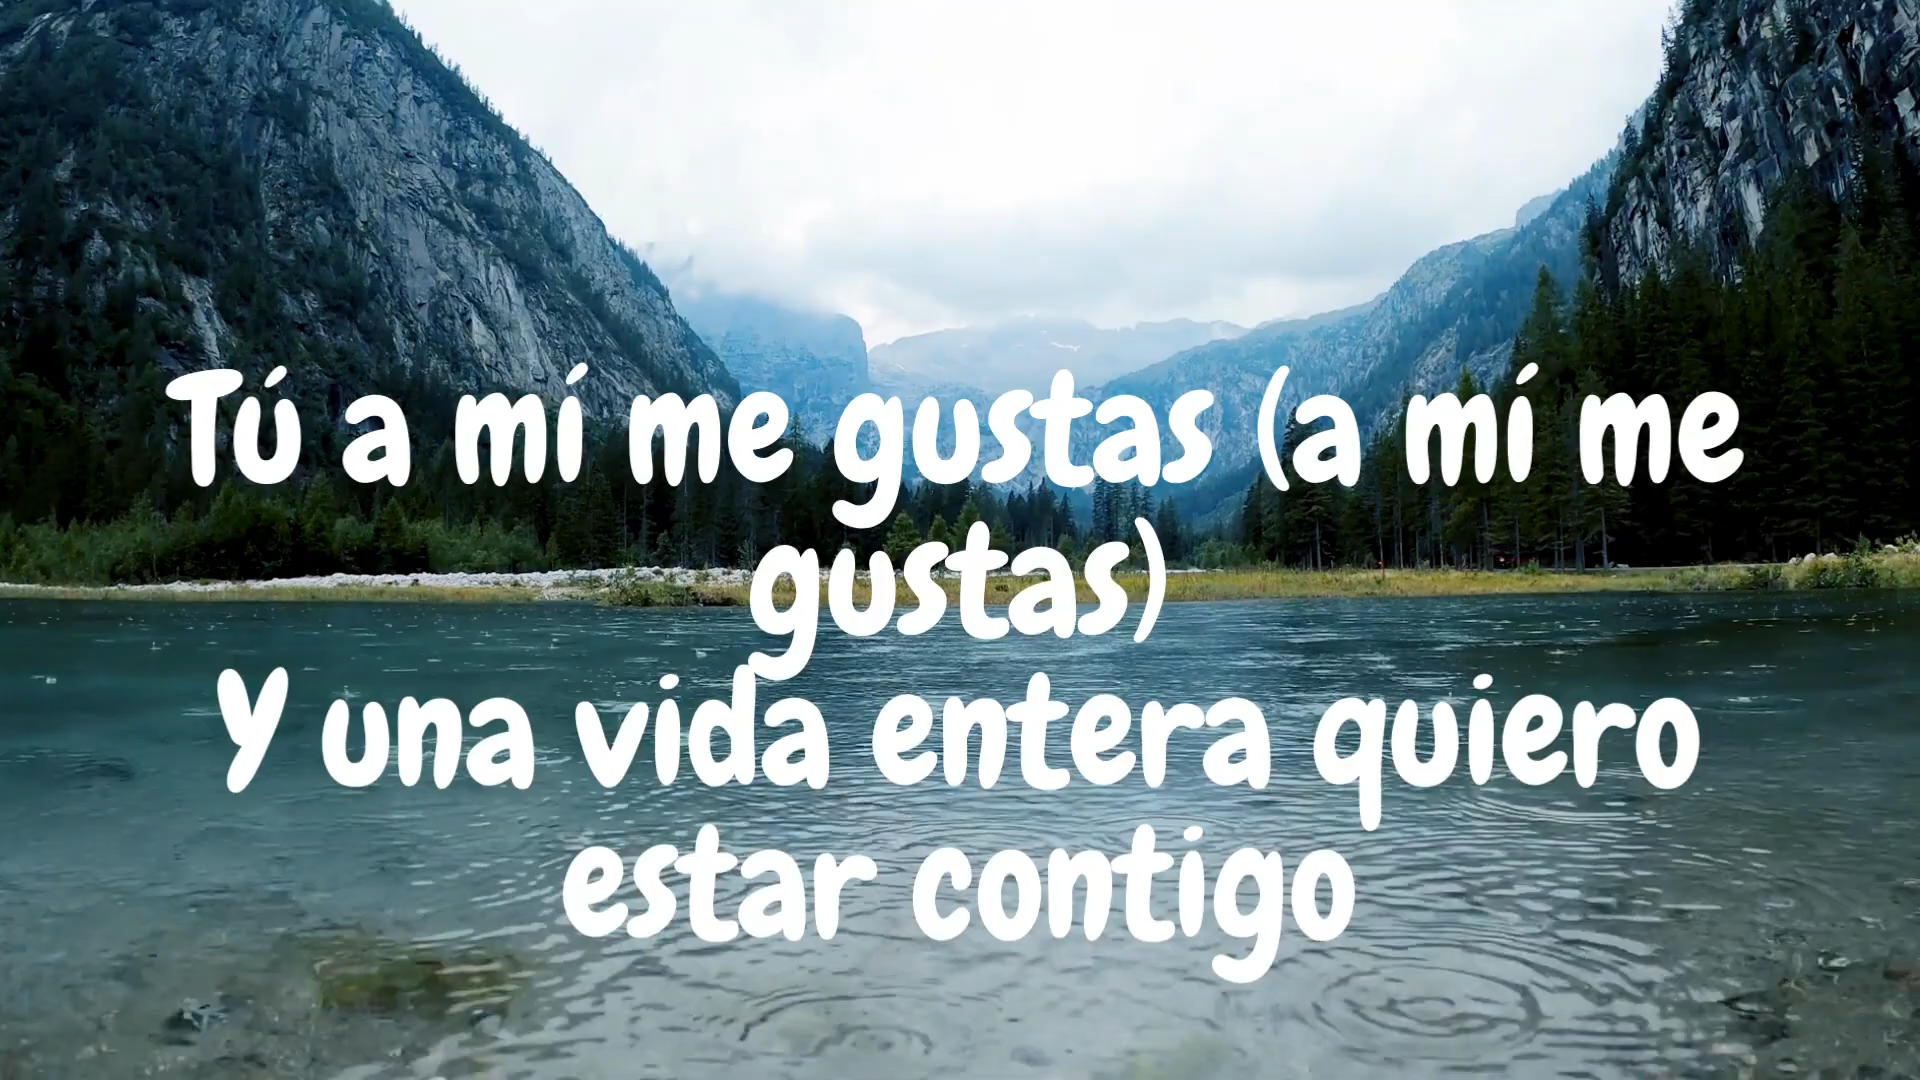 Tú a mí me gustas (a mí me
gustas)
Y una vida entera quiero
estar contigo